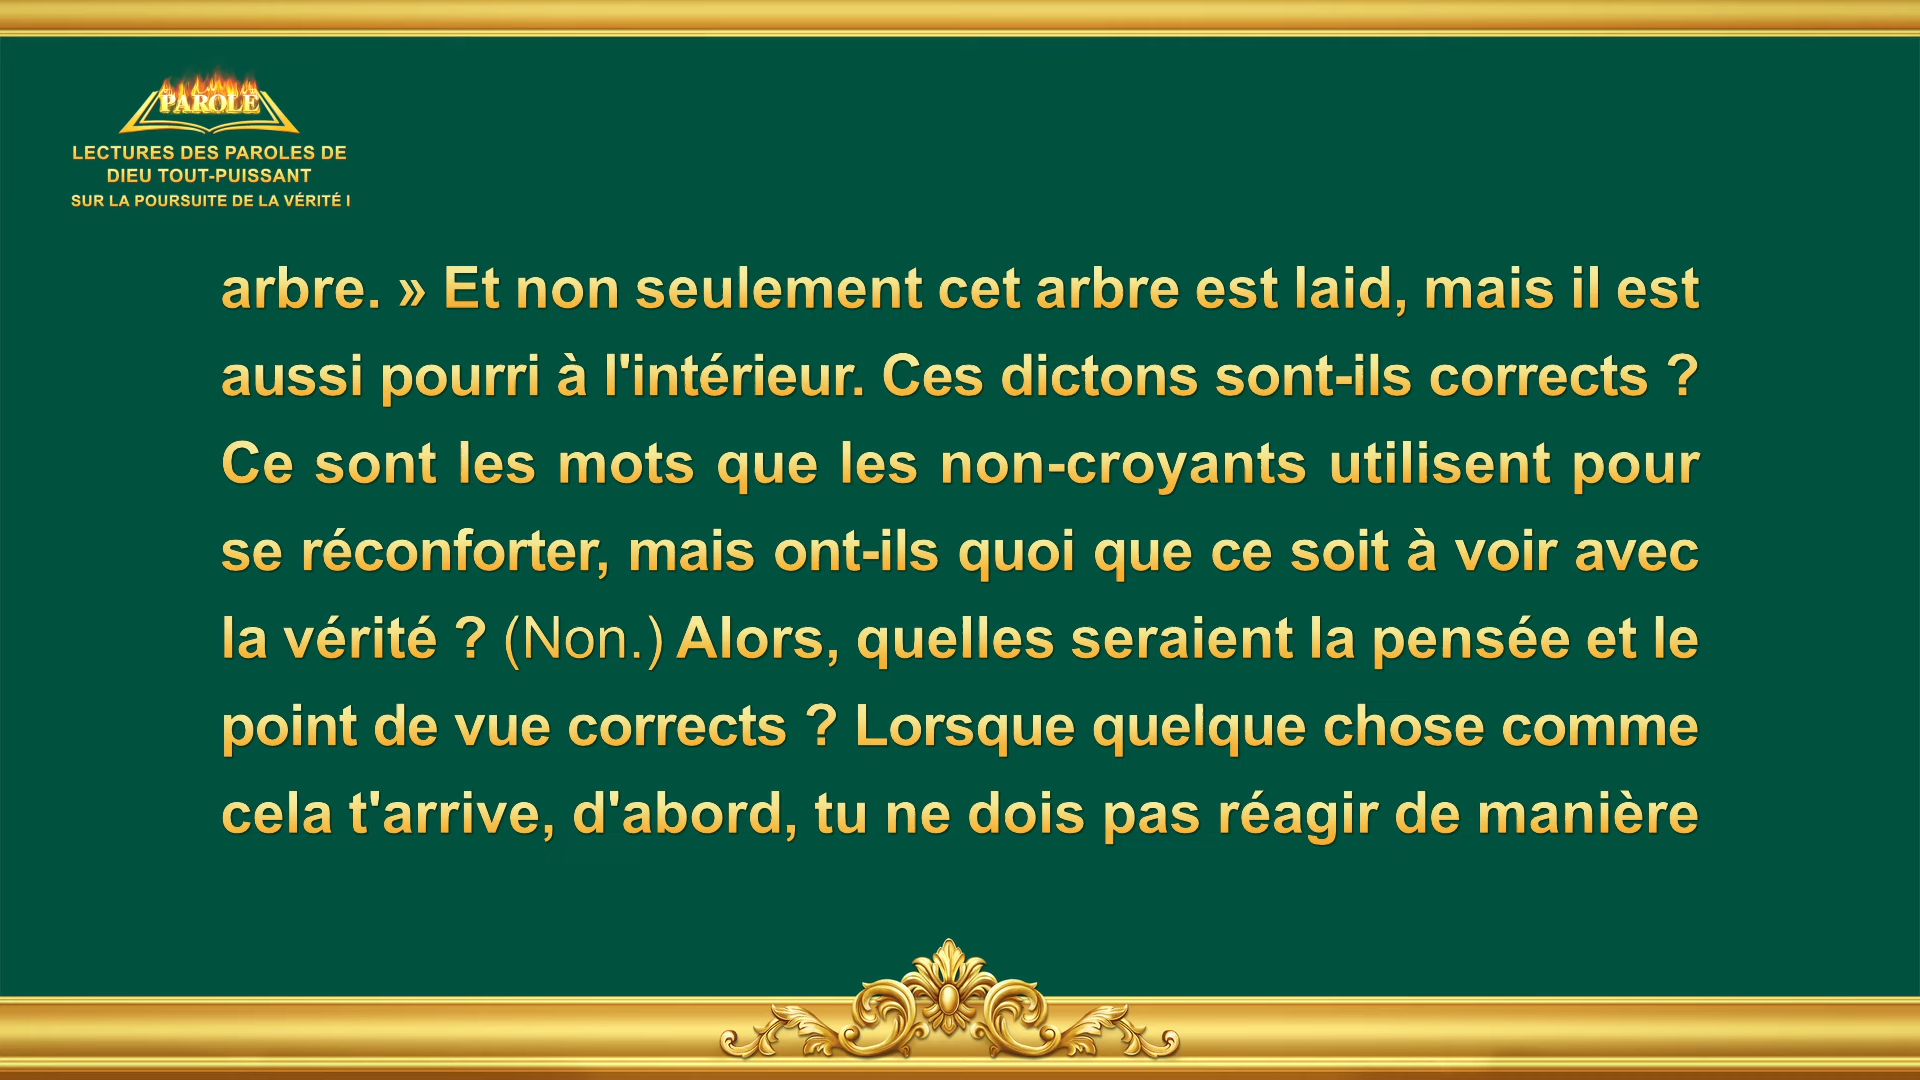 PAROLE
LECTURES DES PAROLES DE
DIEU TOUT-PUISSANT
SUR LA POURSUITE DE LA VÉRITÉ I
arbre. » Et non seulement cet arbre est laid, mais il est
aussi pourri à l'intérieur. Ces dictons sont-ils corrects ?
Ce sont les mots que les non-croyants utilisent pour
se réconforter, mais ont-ils quoi que ce soit à voir avec
la vérité ? (Non.) Alors, quelles seraient la pensée et le
point de vue corrects ? Lorsque quelque chose comme
cela t'arrive, d'abord, tu ne dois pas réagir de manière